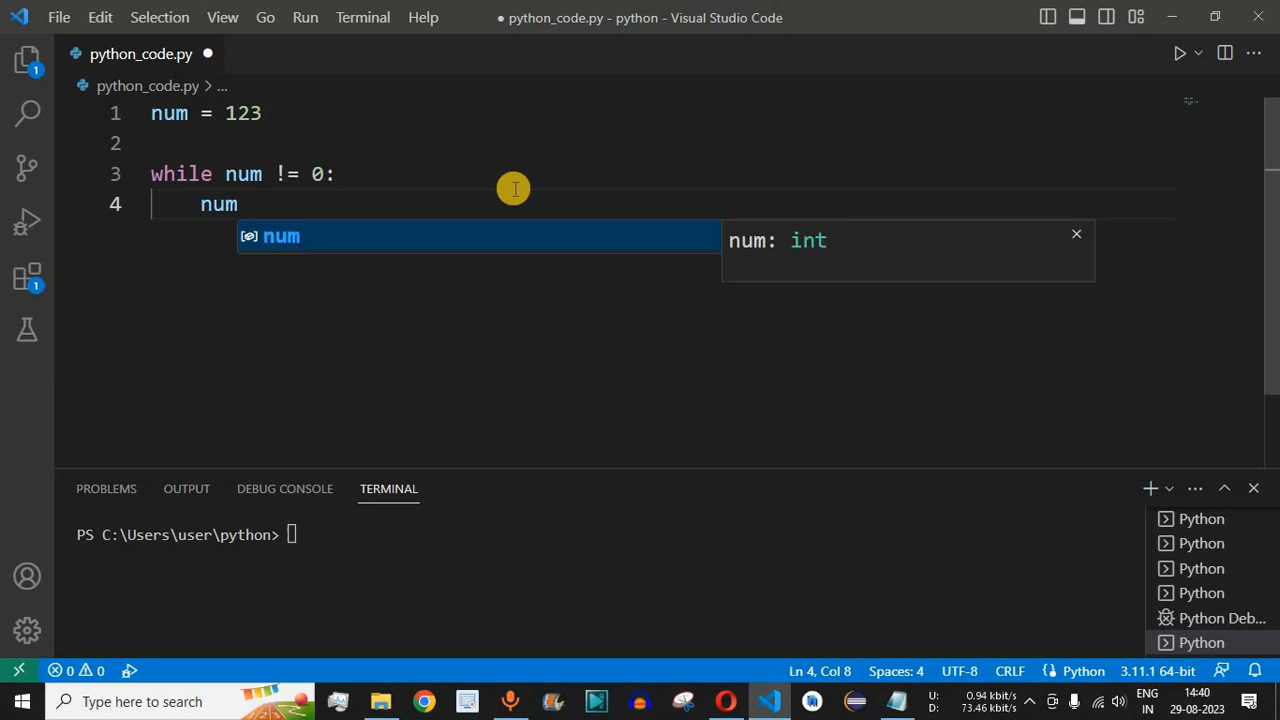 File Edit Selection View Go Run Terminal Help
● python_code.py - python - Visual Studio Code
python_code.py ●
python_code.py > ...
1 num = 123
2
3 while num != 0:
4 num
num
num: int
1
1
PROBLEMS OUTPUT DEBUG CONSOLE TERMINAL
PS C:\Users\user\python>
Python
Python
Python
Python
Python Deb...
Python
0 0 Ln 4, Col 8 Spaces: 4 UTF-8 CRLF Python 3.11.1 64-bit
Type here to search
U: 0.94 kbit/s
D: 73.46 kbit/s
ENG
IN
14:40
29-08-2023